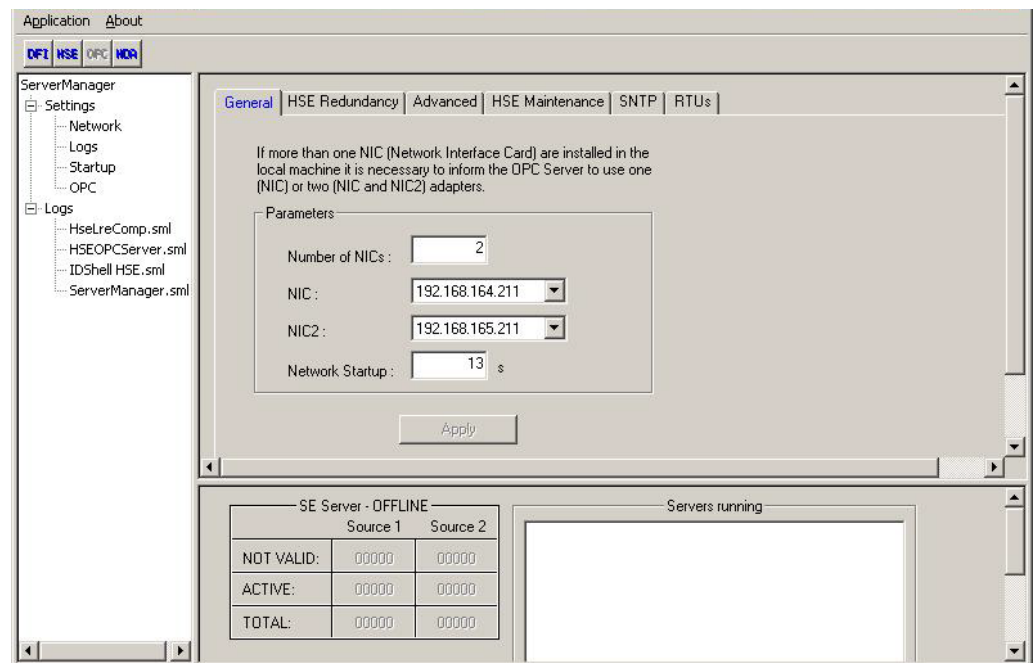 Application About
DFI HSE OPC HDA
ServerManager
Settings
Network
Logs
Startup
OPC
Logs
HseLreComp.sml
HSEOPCServer.sml
IDShell HSE.sml
ServerManager.sml
General HSE Redundancy Advanced HSE Maintenance SNTP RTUs
If more than one NIC (Network Interface Card) are installed in the
local machine it is necessary to inform the OPC Server to use one
(NIC) or two (NIC and NIC2) adapters.
Parameters
Number of NICs : 2
NIC : 192.168.164.211
NIC2 : 192.168.165.211
Network Startup : 13 s
Apply
SE Server - OFFLINE
Source 1 Source 2
NOT VALID: 00000 00000
ACTIVE: 00000 00000
TOTAL: 00000 00000
Servers running